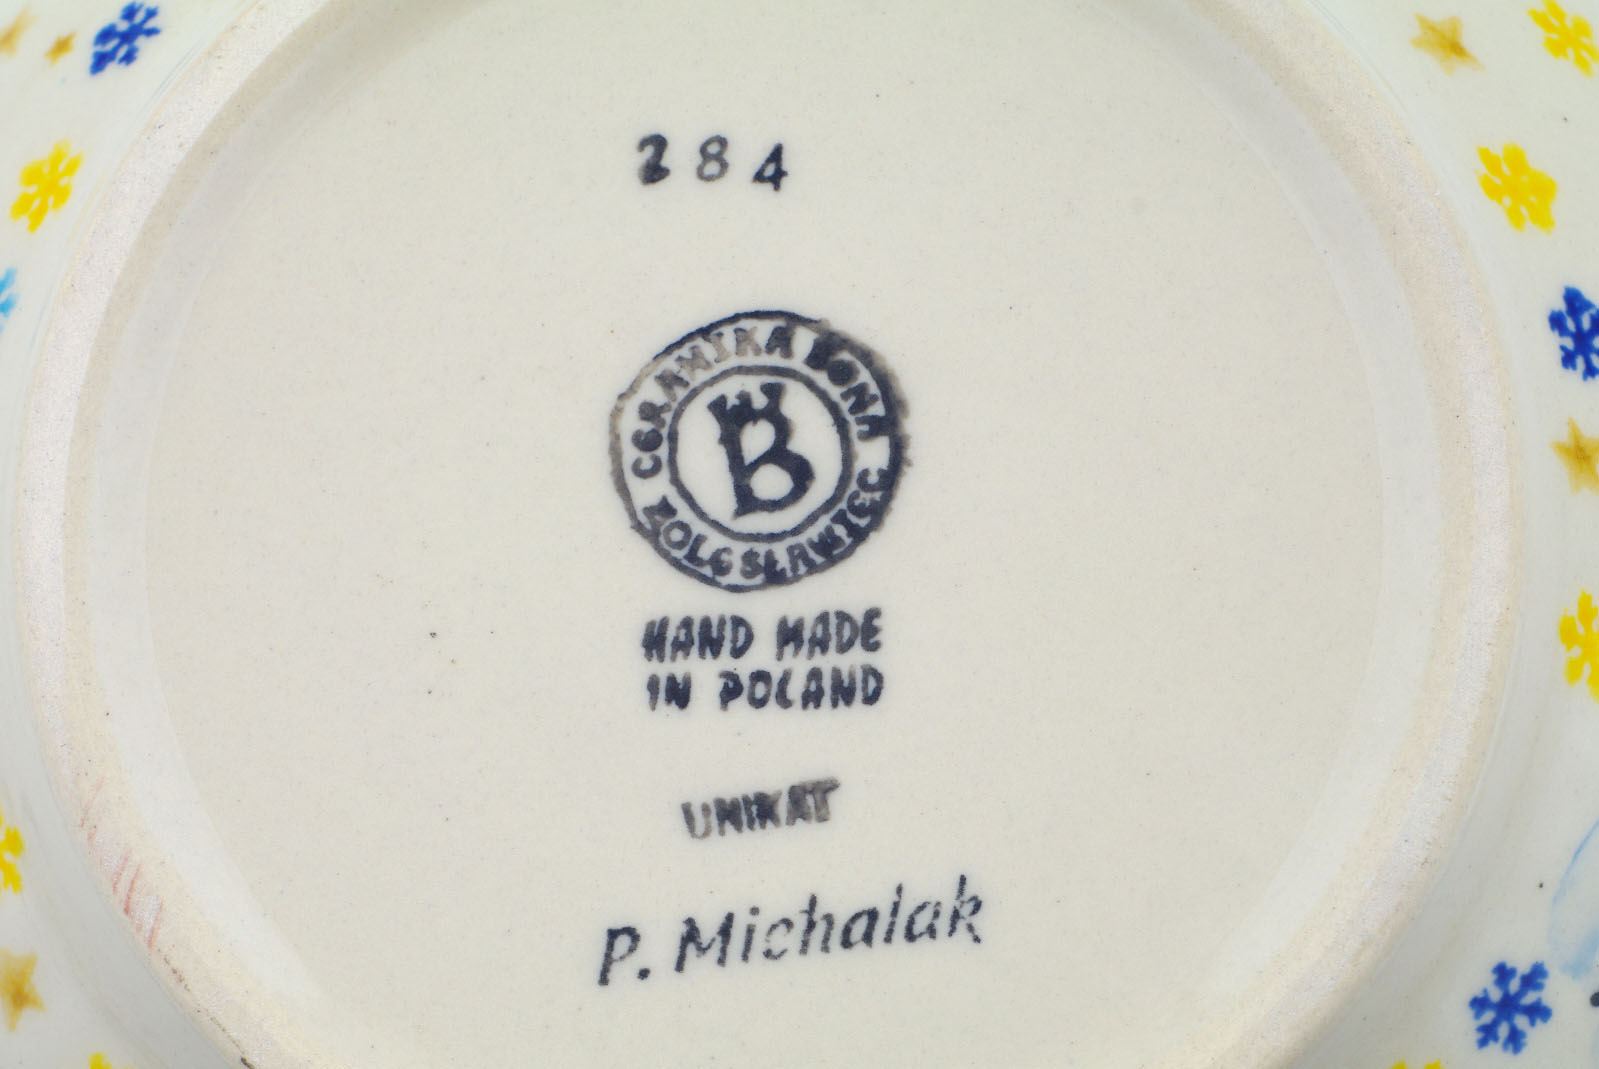 284
CERAMIKA BONA
B
BOLESŁAWIEC
HAND MADE
IN POLAND
UNIKAT
P. Michalak